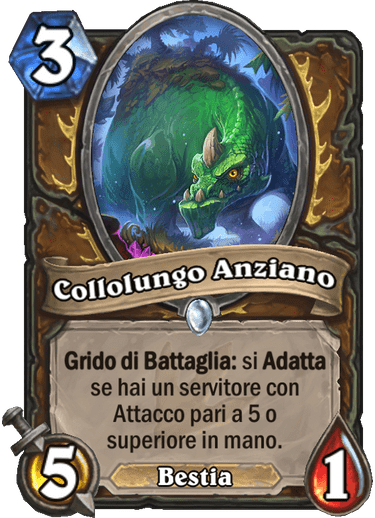 3
Collolungo Anziano
Grido di Battaglia: si Adatta
se hai un servitore con
Attacco pari a 5 o
superiore in mano.
5
Bestia
1